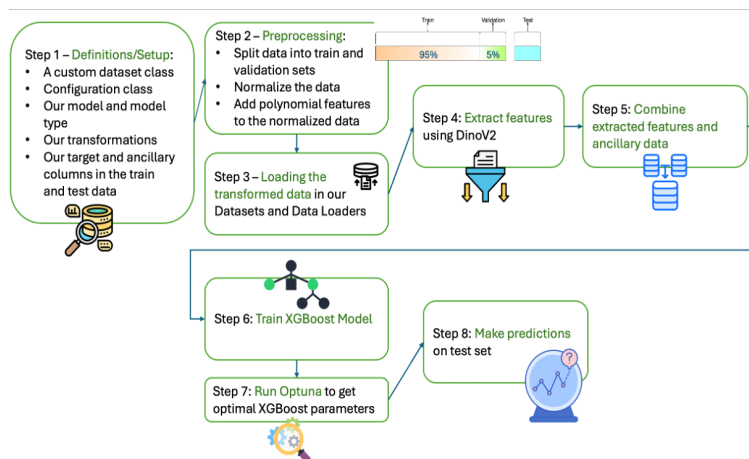 Step 1 – Definitions/Setup:
• A custom dataset class
• Configuration class
• Our model and model
type
• Our transformations
• Our target and ancillary
columns in the train
and test data
Step 2 – Preprocessing:
• Split data into train and
validation sets
• Normalize the data
• Add polynomial features
to the normalized data
Train
Validation
Test
95%
5%
Step 3 – Loading the
transformed data in our
Datasets and Data Loaders
Step 4: Extract features
using DinoV2
Step 5: Combine
extracted features and
ancillary data
Step 6: Train XGBoost Model
Step 7: Run Optuna to get
optimal XGBoost parameters
Step 8: Make predictions
on test set
?